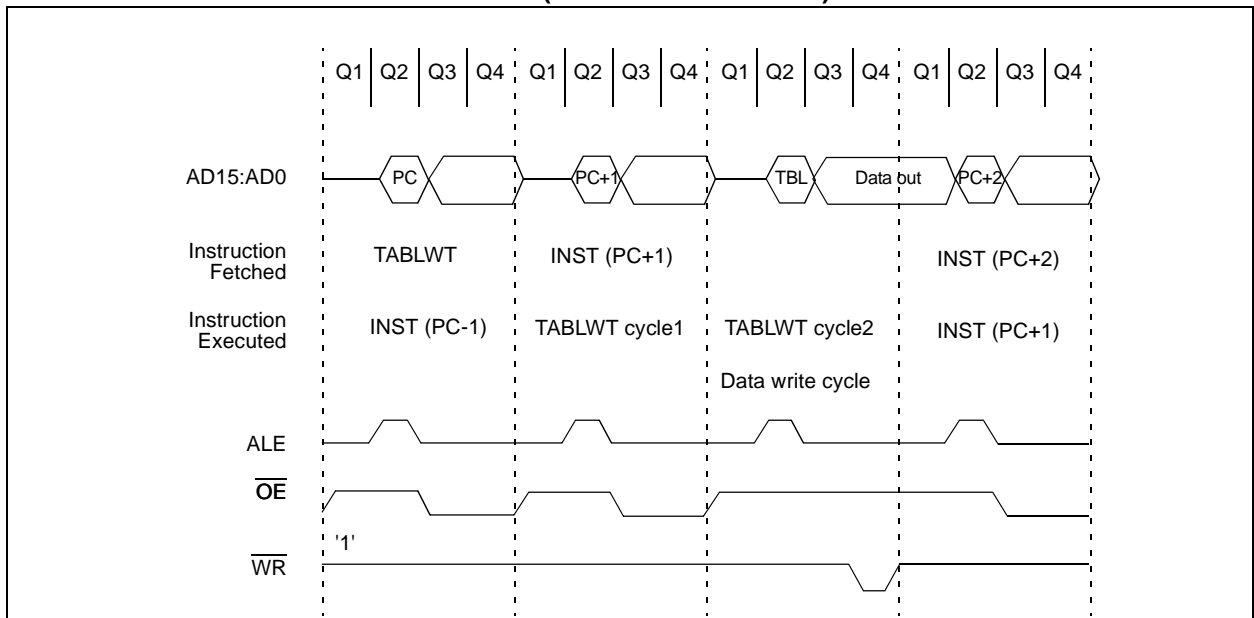 Q1 Q2 Q3 Q4 Q1 Q2 Q3 Q4 Q1 Q2 Q3 Q4 Q1 Q2 Q3 Q4
AD15:AD0 PC PC+1 TBL Data out PC+2
Instruction
Fetched
TABLWT INST (PC+1) INST (PC+2)
Instruction
Executed
INST (PC-1) TABLWT cycle1 TABLWT cycle2 INST (PC+1)
Data write cycle
ALE
OE
'1'
WR